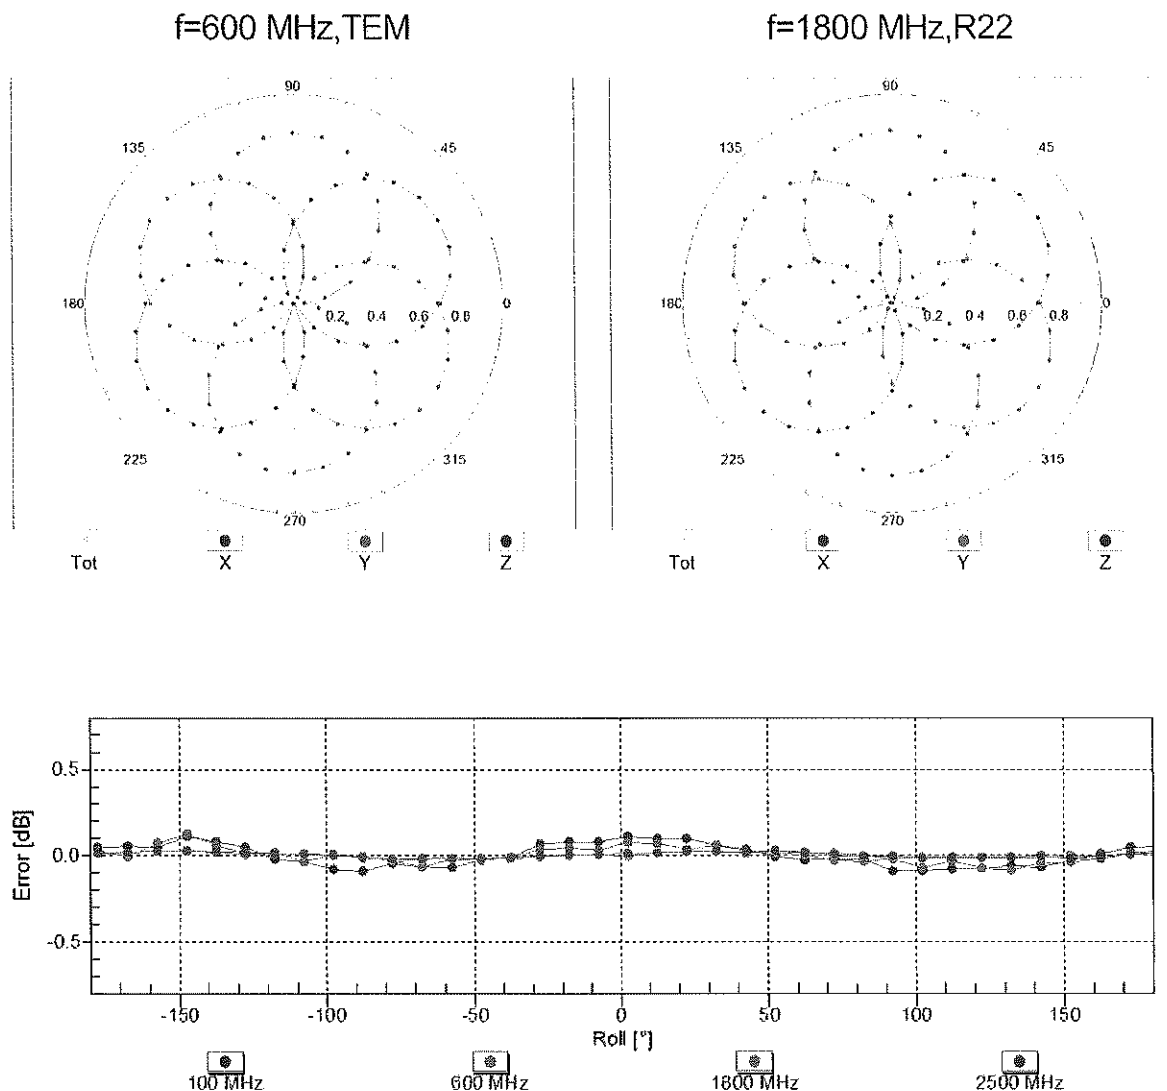 f=600 MHz,TEM
f=1800 MHz,R22
90
135
45
180
0
0.2
0.4
0.6
0.8
225
315
270
Tot
X
Y
Z
90
135
45
180
0
0.2
0.4
0.6
0.8
225
315
270
Tot
X
Y
Z
Error [dB]
0.5
0.0
-0.5
-150
-100
-50
0
50
100
150
Roll [°]
100 MHz
600 MHz
1800 MHz
2500 MHz